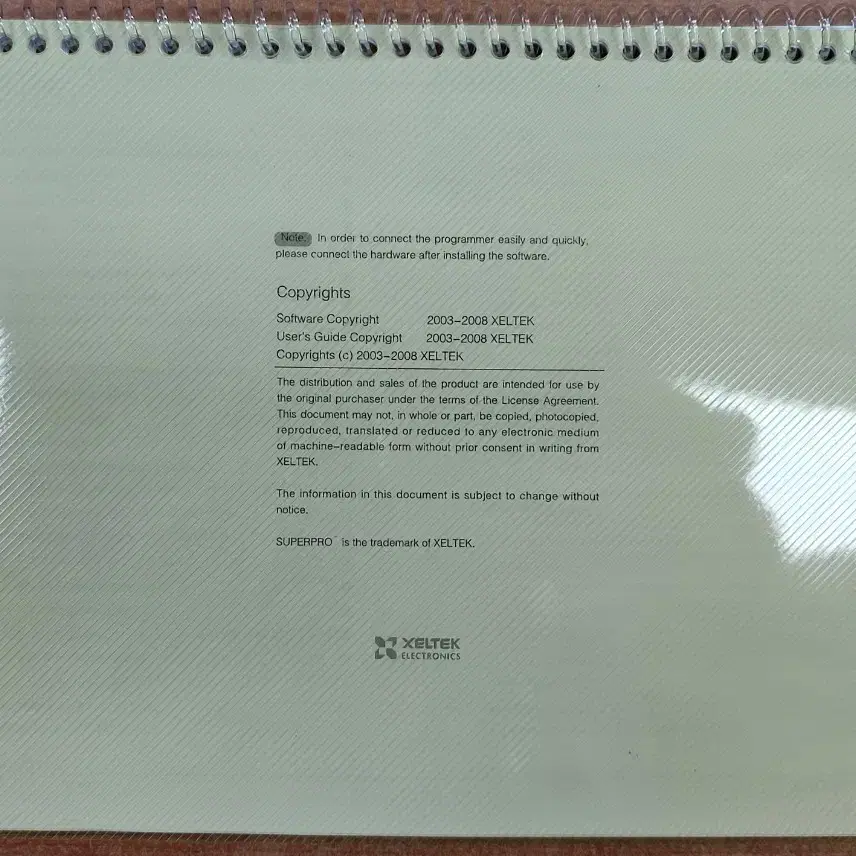 Note: In order to connect the programmer easily and quickly,
please connect the hardware after installing the software.
Copyrights
Software Copyright 2003-2008 XELTEK
User's Guide Copyright 2003-2008 XELTEK
Copyrights (c) 2003-2008 XELTEK
The distribution and sales of the product are intended for use by
the original purchaser under the terms of the License Agreement.
This document may not, in whole or part, be copied, photocopied,
reproduced, translated or reduced to any electronic medium
of machine-readable form without prior consent in writing from
XELTEK.
The information in this document is subject to change without
notice.
SUPERPRO™ is the trademark of XELTEK.
XELTEK
ELECTRONICS